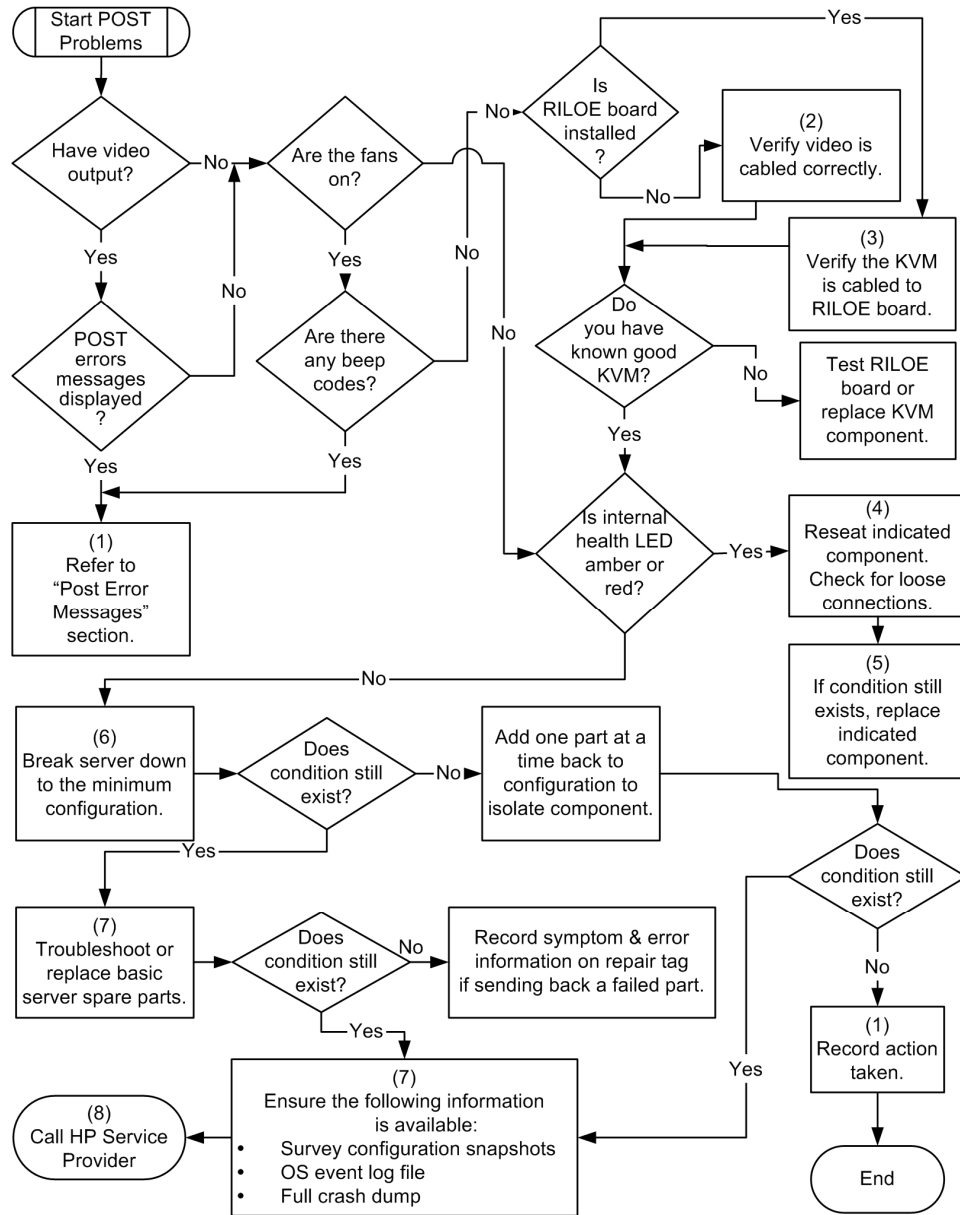 Start POST
Problems
Have video
output?
No
Yes
POST
errors
messages
displayed
?
No
Yes
(1)
Refer to
“Post Error
Messages”
section.
Are the fans
on?
No
Yes
Are there
any beep
codes?
No
Yes
Is
RILOE board
installed
?
Yes
No
(2)
Verify video is
cabled correctly.
(3)
Verify the KVM
is cabled to
RILOE board.
Do
you have
known good
KVM?
No
Test RILOE
board or
replace KVM
component.
Yes
Is internal
health LED
amber or
red?
Yes
(4)
Reseat indicated
component.
Check for loose
connections.
(5)
If condition still
exists, replace
indicated
component.
No
(6)
Break server down
to the minimum
configuration.
Does
condition still
exist?
No
Add one part at a
time back to
configuration to
isolate component.
Yes
Does
condition still
exist?
No
Yes
(1)
Record action
taken.
End
(7)
Troubleshoot or
replace basic
server spare parts.
Does
condition still
exist?
No
Record symptom & error
information on repair tag
if sending back a failed part.
Yes
(7)
Ensure the following information
is available:
• Survey configuration snapshots
• OS event log file
• Full crash dump
(8)
Call HP Service
Provider